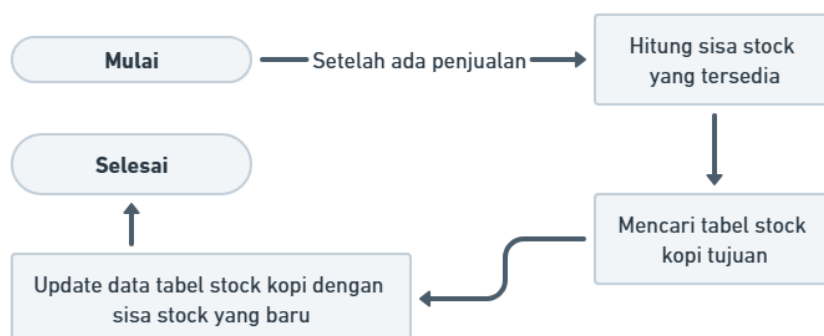 Mulai
Setelah ada penjualan
Hitung sisa stock
yang tersedia
Mencari tabel stock
kopi tujuan
Update data tabel stock kopi dengan
sisa stock yang baru
Selesai